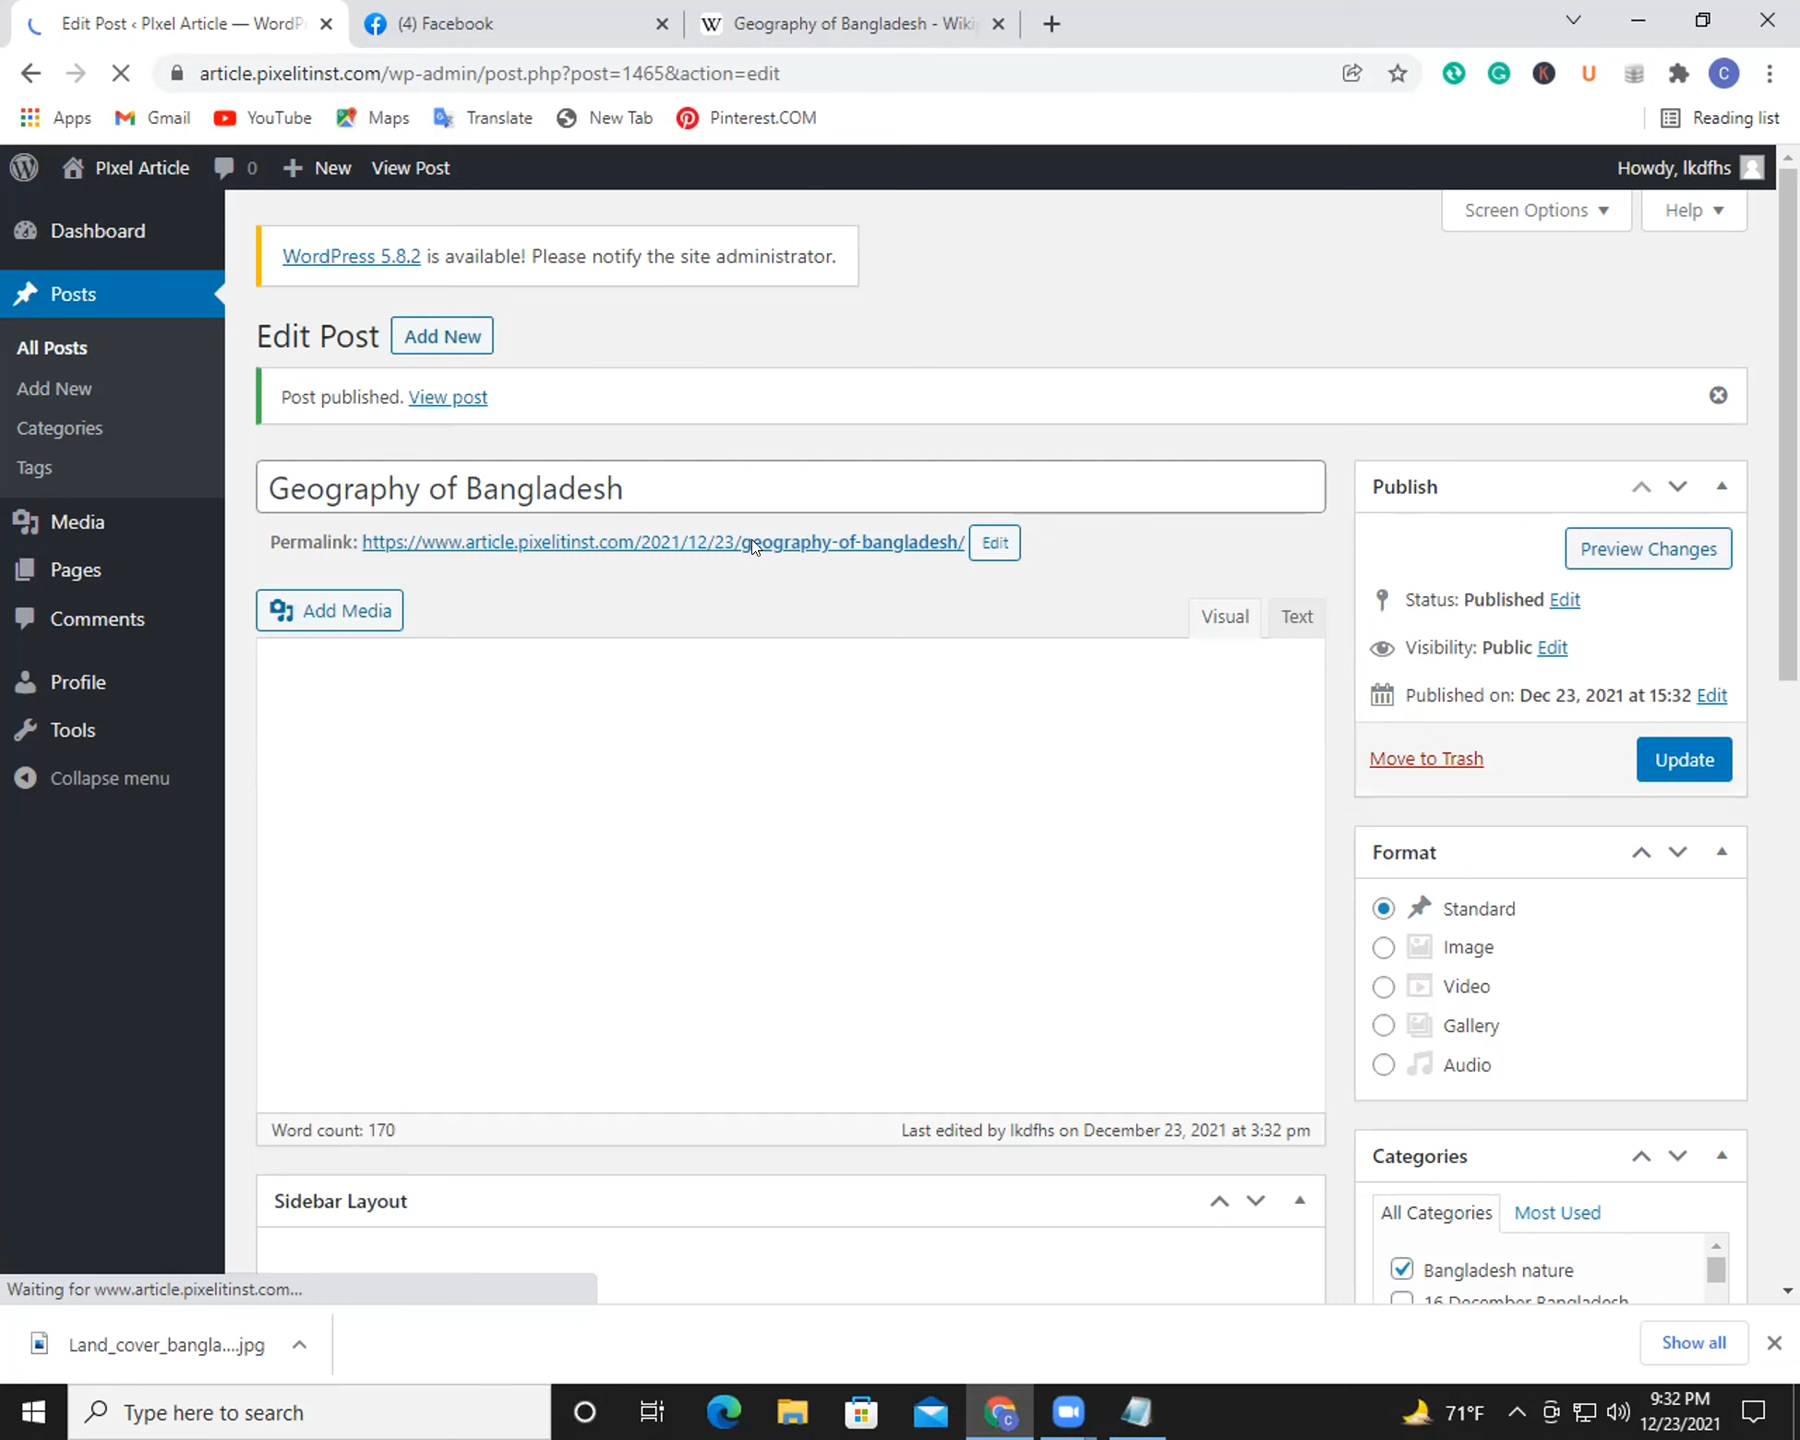 Edit Post ‹ PIxel Article — WordPr
(4) Facebook
Geography of Bangladesh - Wiki
article.pixelitinst.com/wp-admin/post.php?post=1465&action=edit
Apps
Gmail
YouTube
Maps
Translate
New Tab
Pinterest.COM
Reading list
PIxel Article
0
New
View Post
Howdy, lkdfhs
Screen Options
Help
Dashboard
Posts
All Posts
Add New
Categories
Tags
Media
Pages
Comments
Profile
Tools
Collapse menu
WordPress 5.8.2 is available! Please notify the site administrator.
Edit Post
Add New
Post published. View post
Geography of Bangladesh
Permalink: https://www.article.pixelitinst.com/2021/12/23/geography-of-bangladesh/
Edit
Add Media
Visual
Text
Word count: 170
Last edited by lkdfhs on December 23, 2021 at 3:32 pm
Sidebar Layout
Publish
Preview Changes
Status: Published Edit
Visibility: Public Edit
Published on: Dec 23, 2021 at 15:32 Edit
Move to Trash
Update
Format
Standard
Image
Video
Gallery
Audio
Categories
All Categories
Most Used
Bangladesh nature
16 December Bangladesh
Waiting for www.article.pixelitinst.com...
Land_cover_bangla....jpg
Show all
Type here to search
71°F
9:32 PM
12/23/2021